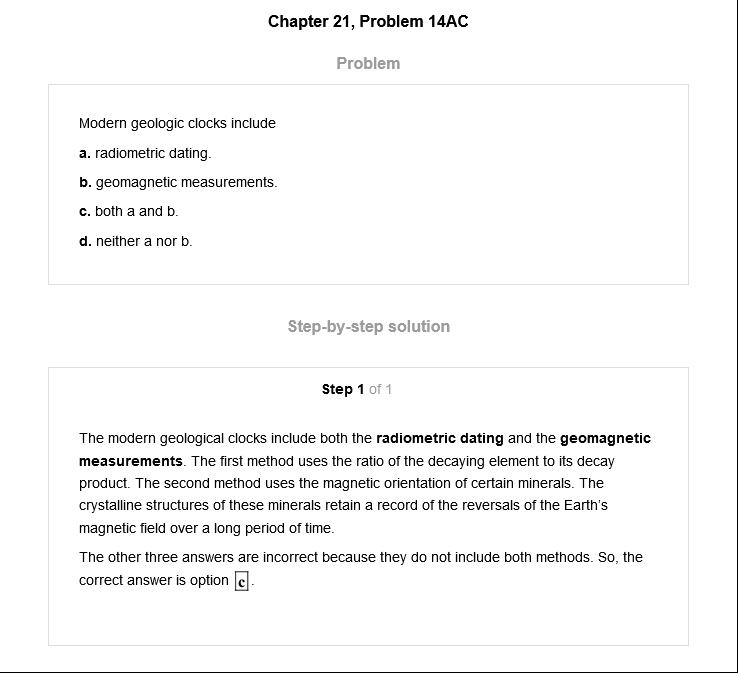 Chapter 21, Problem 14AC
Problem
Modern geologic clocks include
a. radiometric dating.
b. geomagnetic measurements.
c. both a and b.
d. neither a nor b.
Step-by-step solution
Step 1 of 1
The modern geological clocks include both the radiometric dating and the geomagnetic
measurements. The first method uses the ratio of the decaying element to its decay
product. The second method uses the magnetic orientation of certain minerals. The
crystalline structures of these minerals retain a record of the reversals of the Earth's
magnetic field over a long period of time.
The other three answers are incorrect because they do not include both methods. So, the
correct answer is option c.